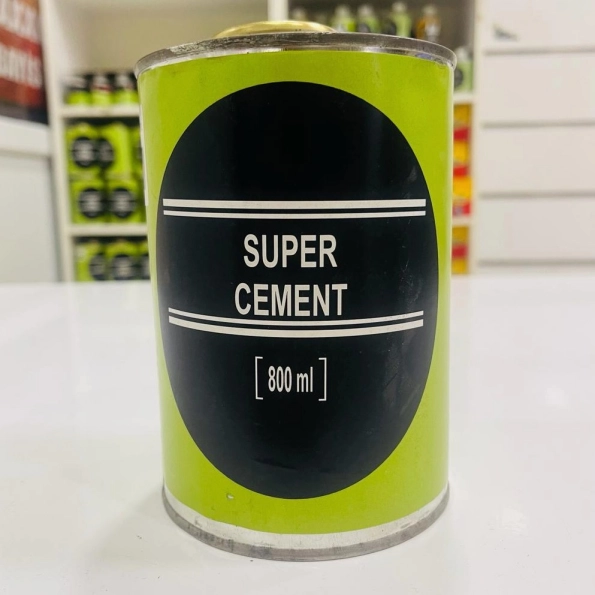 SUPER
CEMENT
[ 800 ml ]